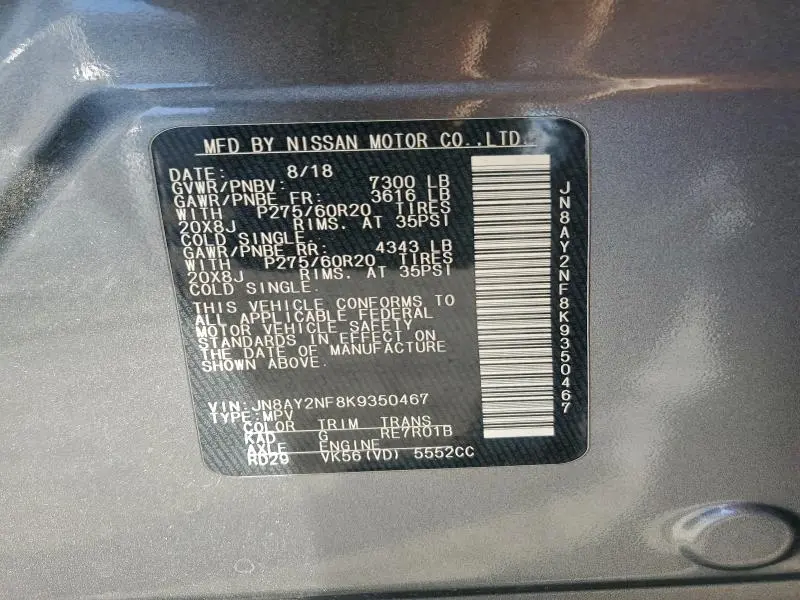 MFD BY NISSAN MOTOR CO.,LTD.
DATE: 8/18
GVWR/PNBV: 7300 LB
GAWR/PNBE FR: 3616 LB
WITH P275/60R20 TIRES
20X8J RIMS. AT 35PSI
COLD SINGLE.
GAWR/PNBE RR: 4343 LB
WITH P275/60R20 TIRES
20X8J RIMS. AT 35PSI
COLD SINGLE.
THIS VEHICLE CONFORMS TO
ALL APPLICABLE FEDERAL
MOTOR VEHICLE SAFETY
STANDARDS IN EFFECT ON
THE DATE OF MANUFACTURE
SHOWN ABOVE.
VIN: JN8AY2NF8K9350467
TYPE: MPV
COLOR TRIM TRANS
KAD G RE7R01B
AXLE ENGINE
RD29 VK56(VD) 5552CC
JN8AY2NF8K9350467